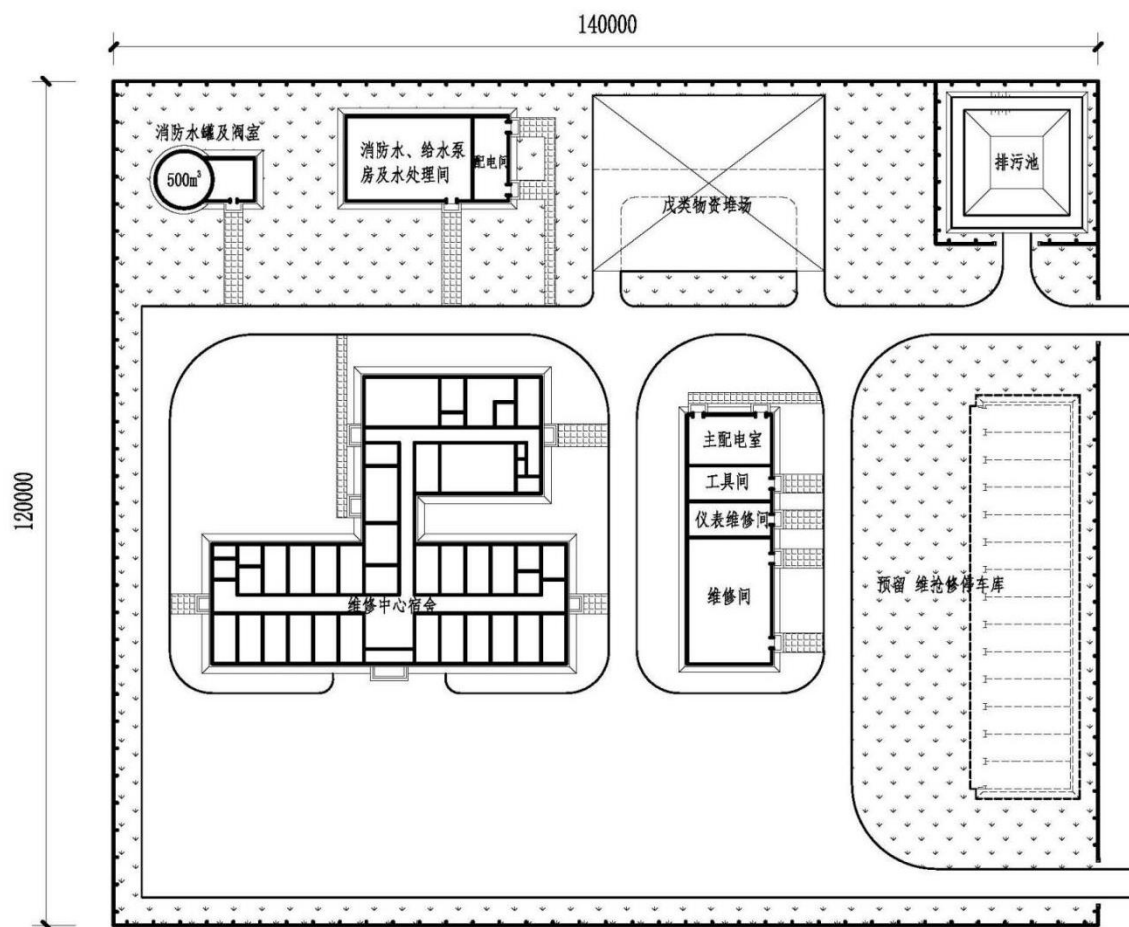 140000
120000
消防水罐及阀室
500m³
消防水、给水泵
房及水处理间
配电间
戊类物资堆场
排污池
主配电室
工具间
仪表维修间
维修间
维修中心宿舍
预留 维抢修停车库